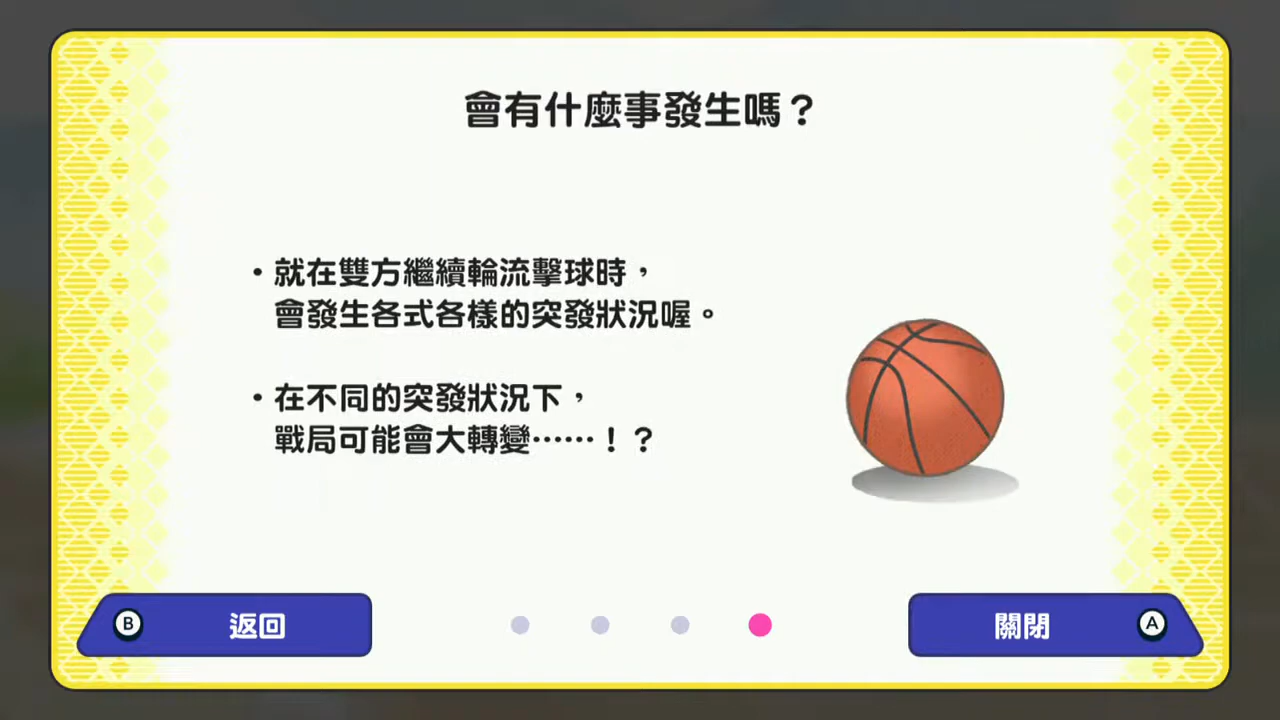 會有什麼事發生嗎？
・就在雙方繼續輪流擊球時，
會發生各式各樣的突發狀況喔。
・在不同的突發狀況下，
戰局可能會大轉變……！？
B 返回
關閉 A